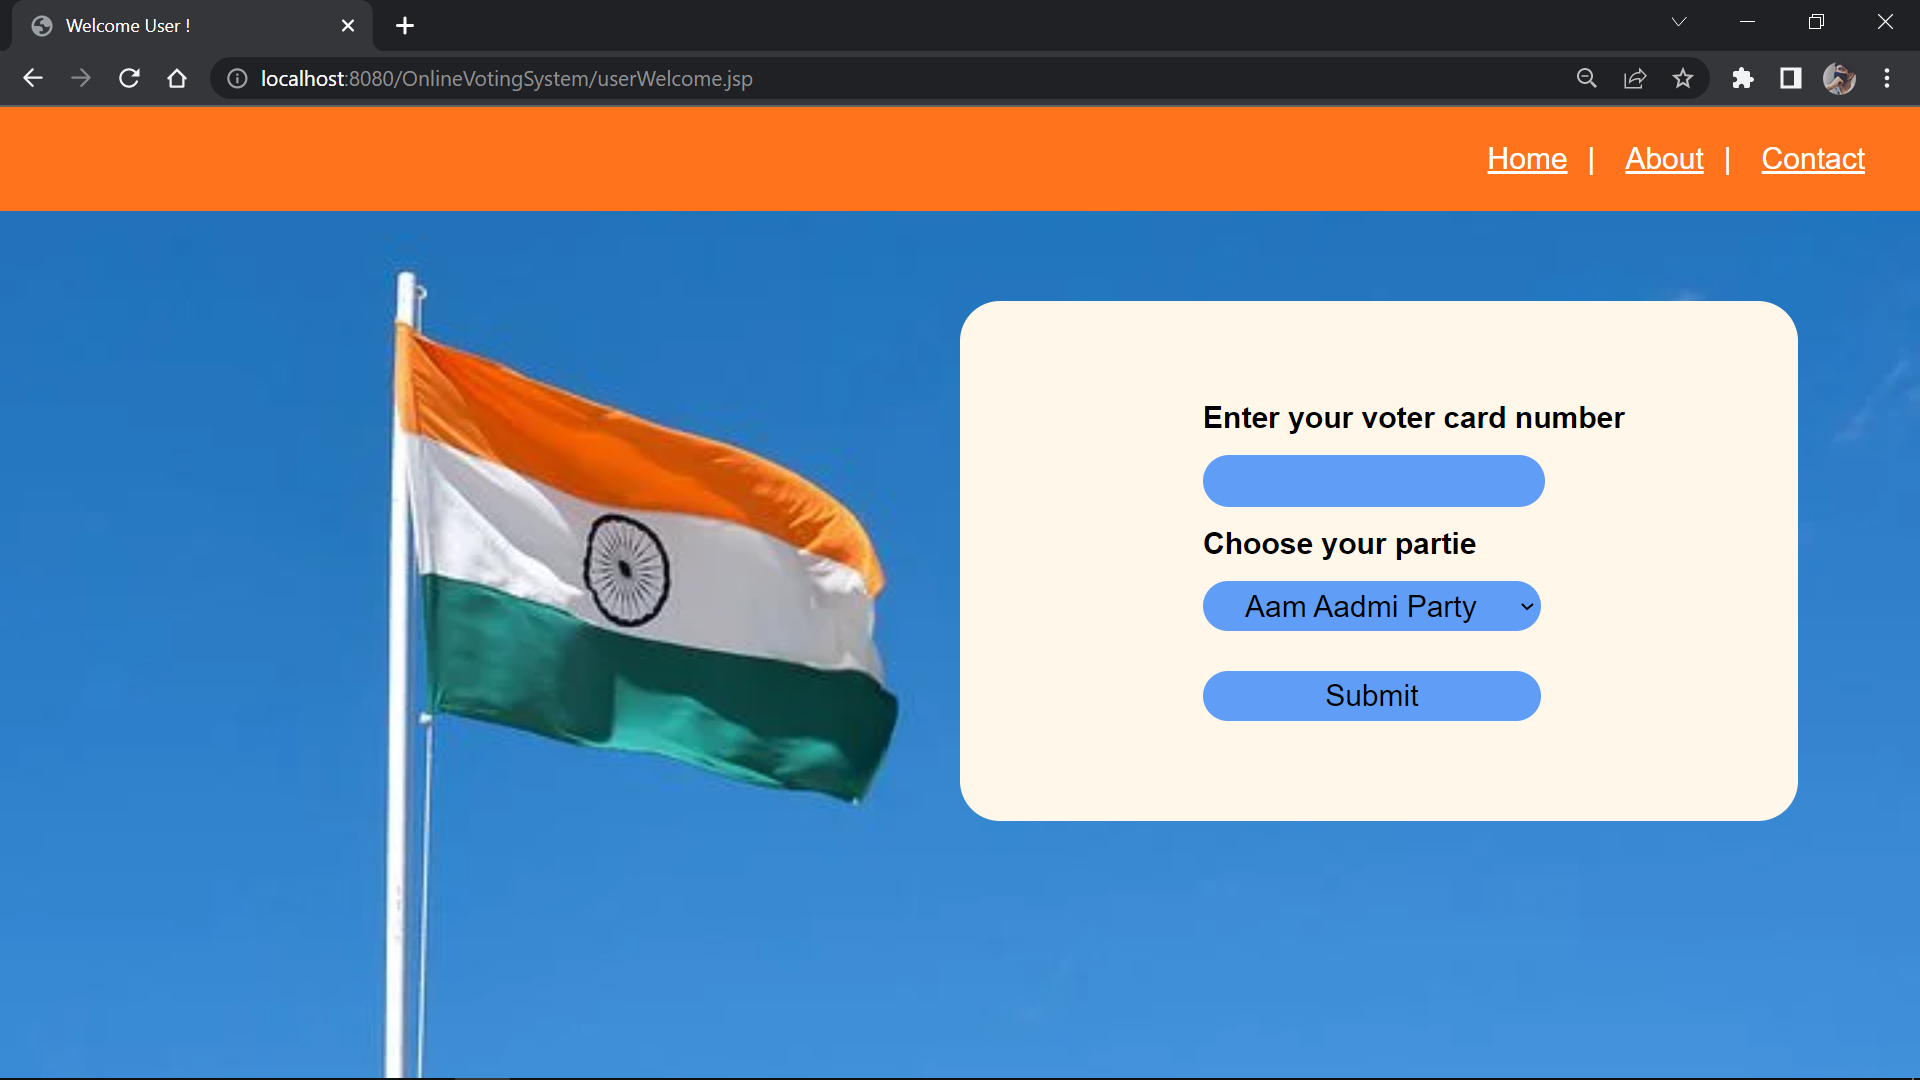 Welcome User !
localhost:8080/OnlineVotingSystem/userWelcome.jsp
Home | About | Contact
Enter your voter card number
Choose your partie
Aam Aadmi Party
Submit